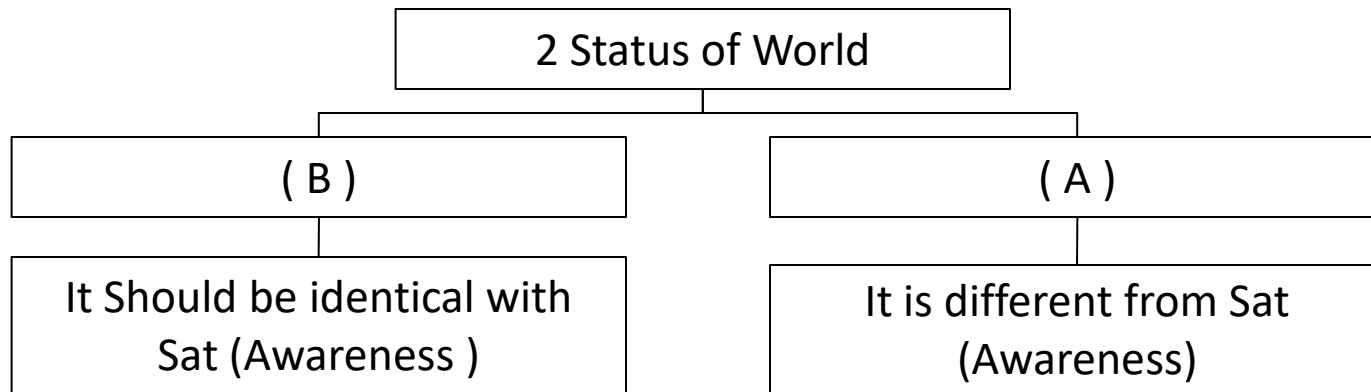 2 Status of World
( B )
( A )
It Should be identical with
Sat (Awareness )
It is different from Sat
(Awareness)